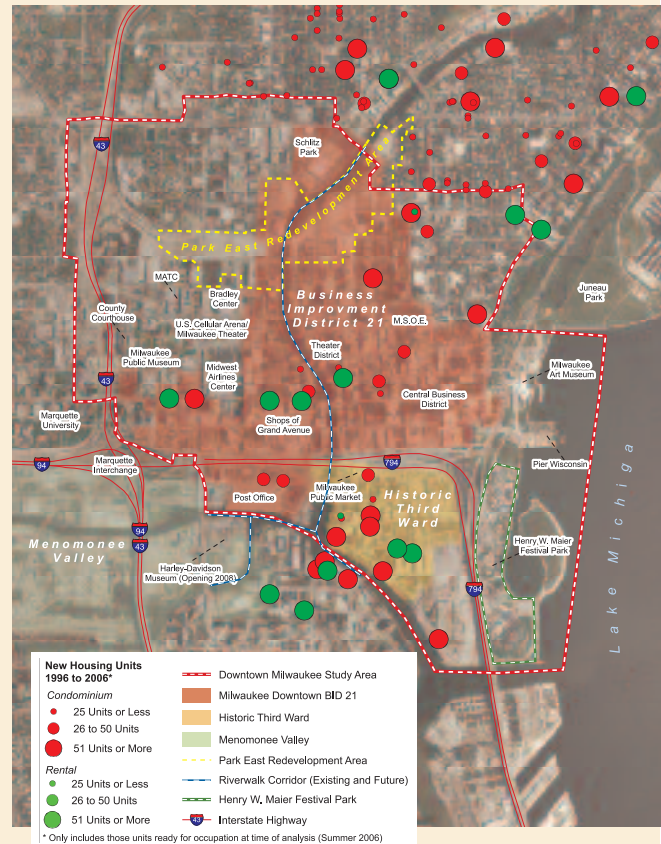 43
Schlitz
Park
Park East Redevelopment Area
MATC
Bradley
Center
Business
Improvment
District 21
Juneau
Park
County
Courthouse
U.S. Cellular Arena/
Milwaukee Theater
M.S.O.E.
Milwaukee
Public Museum
Theater
District
43
Midwest
Airlines
Center
Milwaukee
Art Museum
Central Business
District
Marquette
University
Shops of
Grand Avenue
94
Marquette
Interchange
794
Pier Wisconsin
Post Office
Milwaukee
Public Market
Historic
Third
Ward
94
43
Menomonee
Valley
Henry W. Maier
Festival Park
Harley-Davidson
Museum (Opening 2008)
794
Lake Michiga
New Housing Units
1996 to 2006*
Condominium
25 Units or Less
26 to 50 Units
51 Units or More
Rental
25 Units or Less
26 to 50 Units
51 Units or More
Downtown Milwaukee Study Area
Milwaukee Downtown BID 21
Historic Third Ward
Menomonee Valley
Park East Redevelopment Area
Riverwalk Corridor (Existing and Future)
Henry W. Maier Festival Park
43 Interstate Highway
* Only includes those units ready for occupation at time of analysis (Summer 2006)